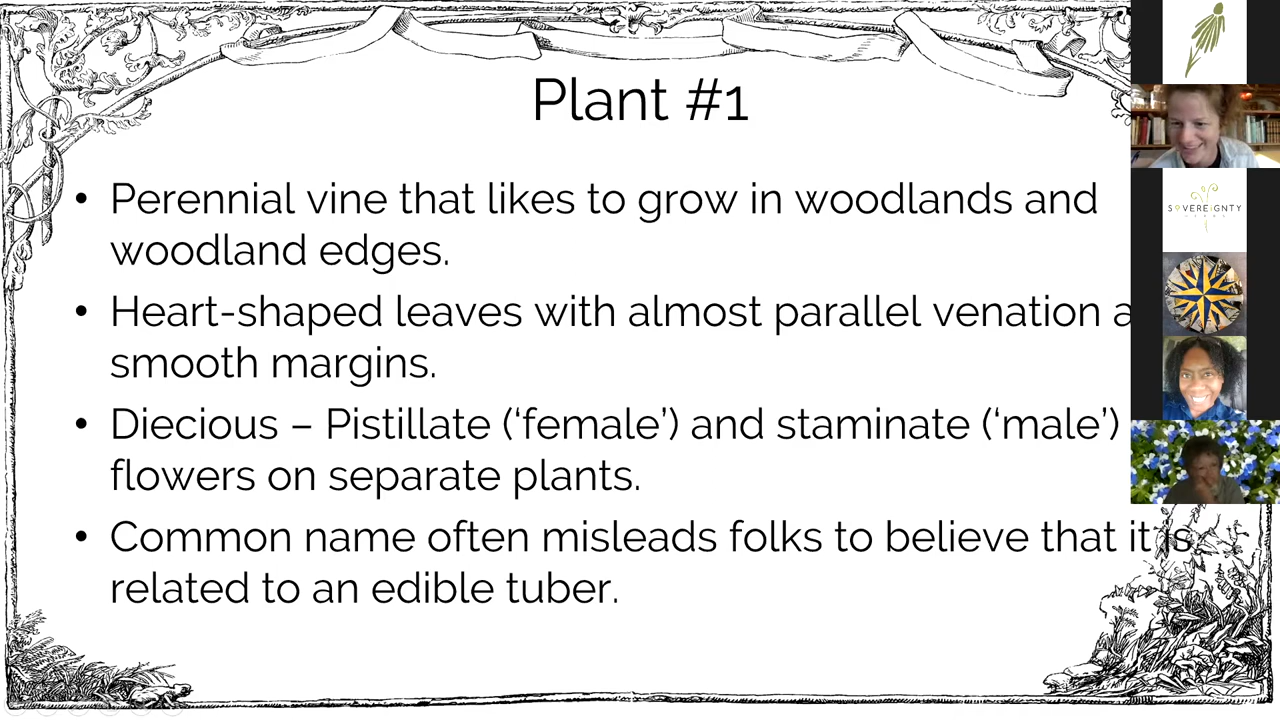 Plant #1
• Perennial vine that likes to grow in woodlands and
woodland edges.
• Heart-shaped leaves with almost parallel venation
smooth margins.
• Diecious – Pistillate (‘female’) and staminate (‘male’)
flowers on separate plants.
• Common name often misleads folks to believe that it is
related to an edible tuber.
SOVEREIGNTY
HERBS